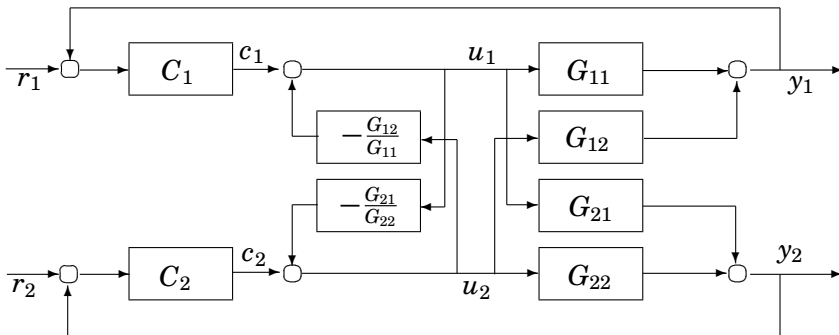 r₁ C₁ c₁ u₁ G₁₁ y₁
−G₁₂/G₁₁ G₁₂
−G₂₁/G₂₂ G₂₁
r₂ C₂ c₂ u₂ G₂₂ y₂